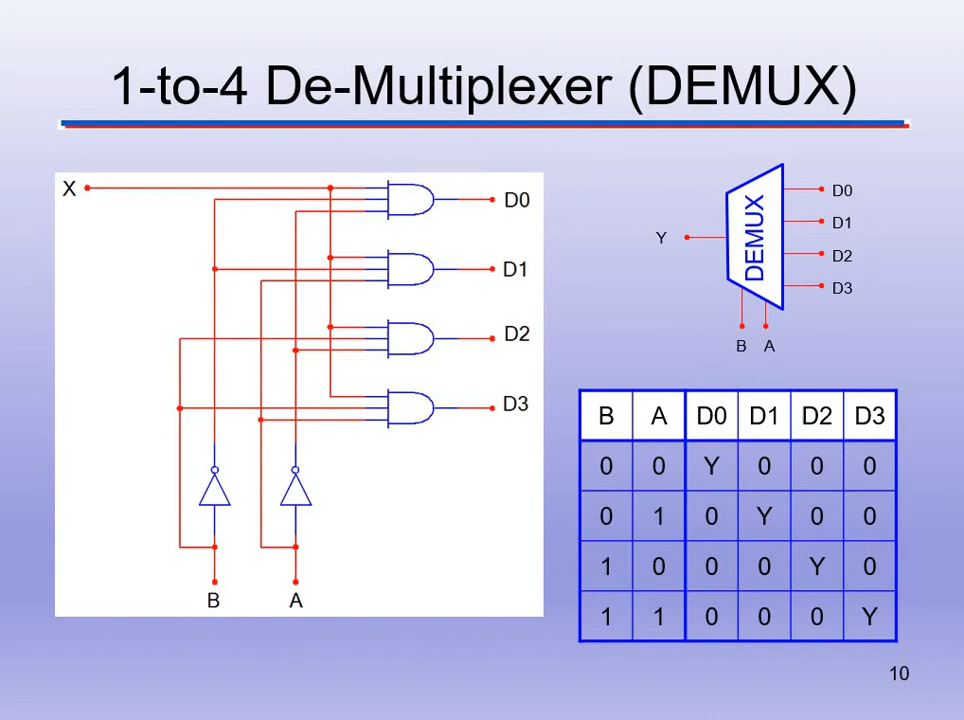 1-to-4 De-Multiplexer (DEMUX)
X
D0
D1
D2
D3
B A
DEMUX
Y
D0
D1
D2
D3
B A
B A D0 D1 D2 D3
0 0 Y 0 0 0
0 1 0 Y 0 0
1 0 0 0 Y 0
1 1 0 0 0 Y
10